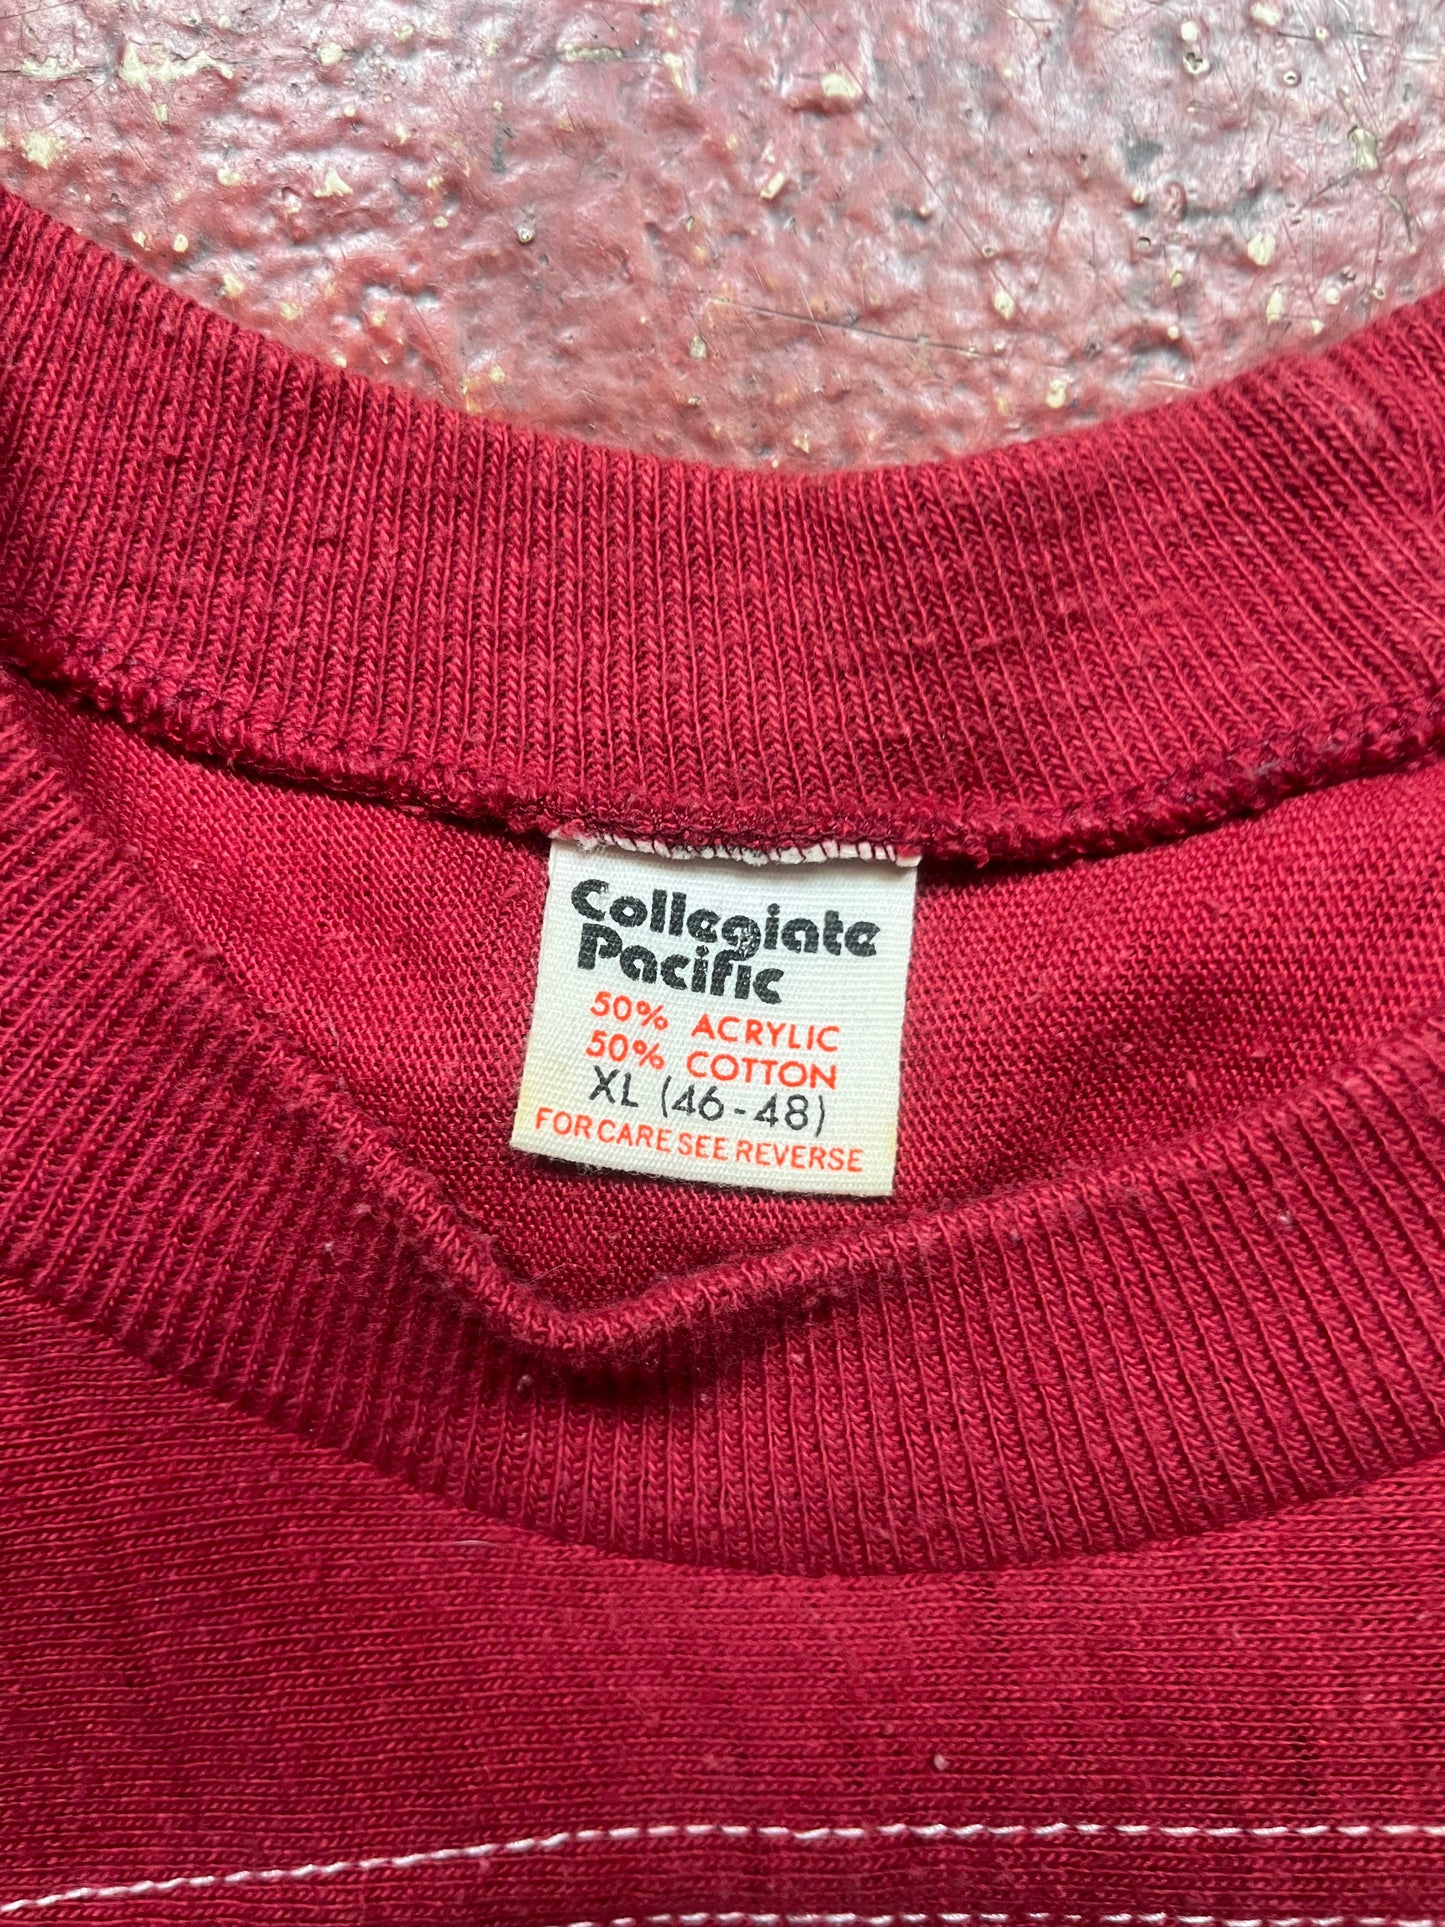 Collegiate
Pacific
50% ACRYLIC
50% COTTON
XL (46-48)
FOR CARE SEE REVERSE